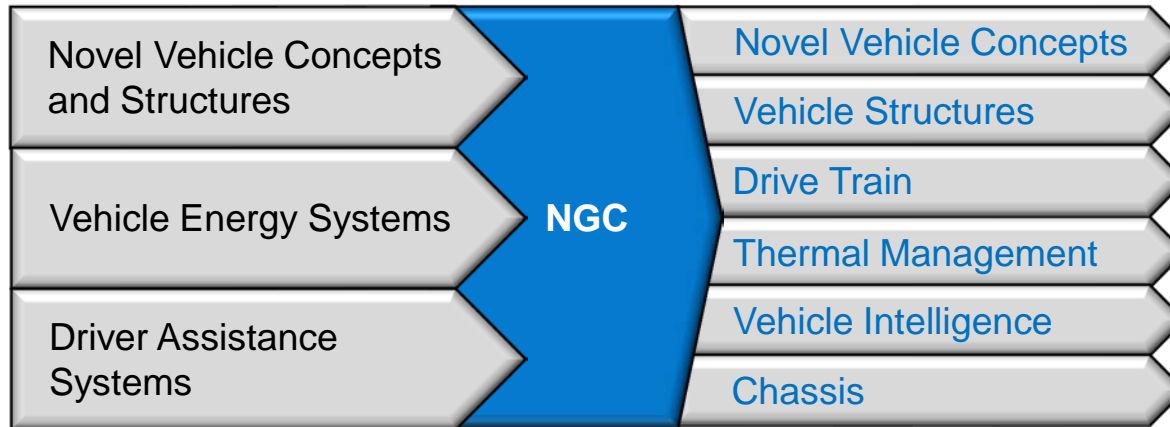 Novel Vehicle Concepts
and Structures
Vehicle Energy Systems
Driver Assistance
Systems
NGC
Novel Vehicle Concepts
Vehicle Structures
Drive Train
Thermal Management
Vehicle Intelligence
Chassis